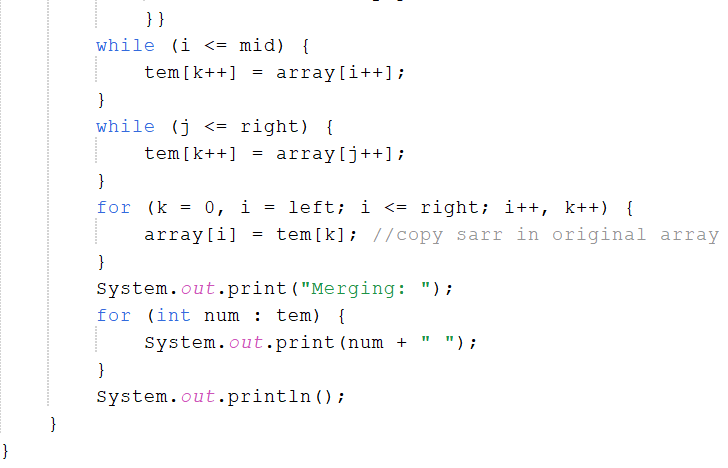 }}
while (i <= mid) {
tem[k++] = array[i++];
}
while (j <= right) {
tem[k++] = array[j++];
}
for (k = 0, i = left; i <= right; i++, k++) {
array[i] = tem[k]; //copy sarr in original array
}
System.out.print("Merging: ");
for (int num : tem) {
System.out.print(num + " ");
}
System.out.println();
}
}